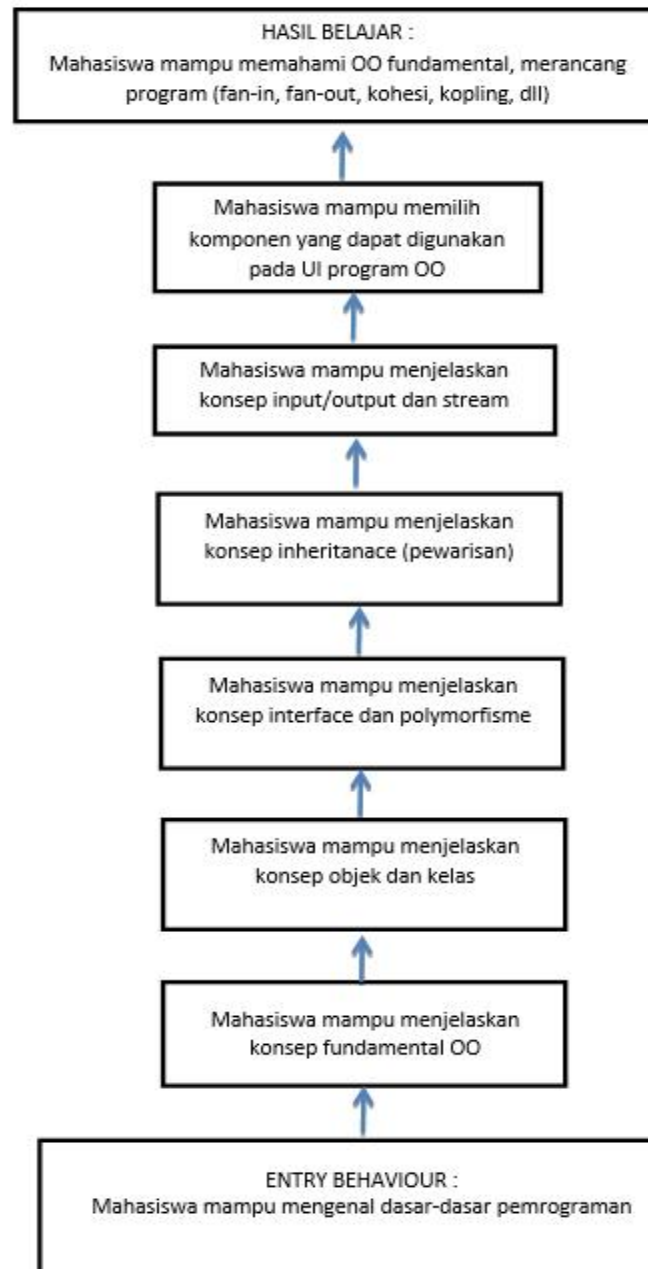 HASIL BELAJAR :
Mahasiswa mampu memahami OO fundamental, merancang
program (fan-in, fan-out, kohesi, kopling, dll)
Mahasiswa mampu memilih
komponen yang dapat digunakan
pada UI program OO
Mahasiswa mampu menjelaskan
konsep input/output dan stream
Mahasiswa mampu menjelaskan
konsep inheritanace (pewarisan)
Mahasiswa mampu menjelaskan
konsep interface dan polymorfisme
Mahasiswa mampu menjelaskan
konsep objek dan kelas
Mahasiswa mampu menjelaskan
konsep fundamental OO
ENTRY BEHAVIOUR :
Mahasiswa mampu mengenal dasar-dasar pemrograman